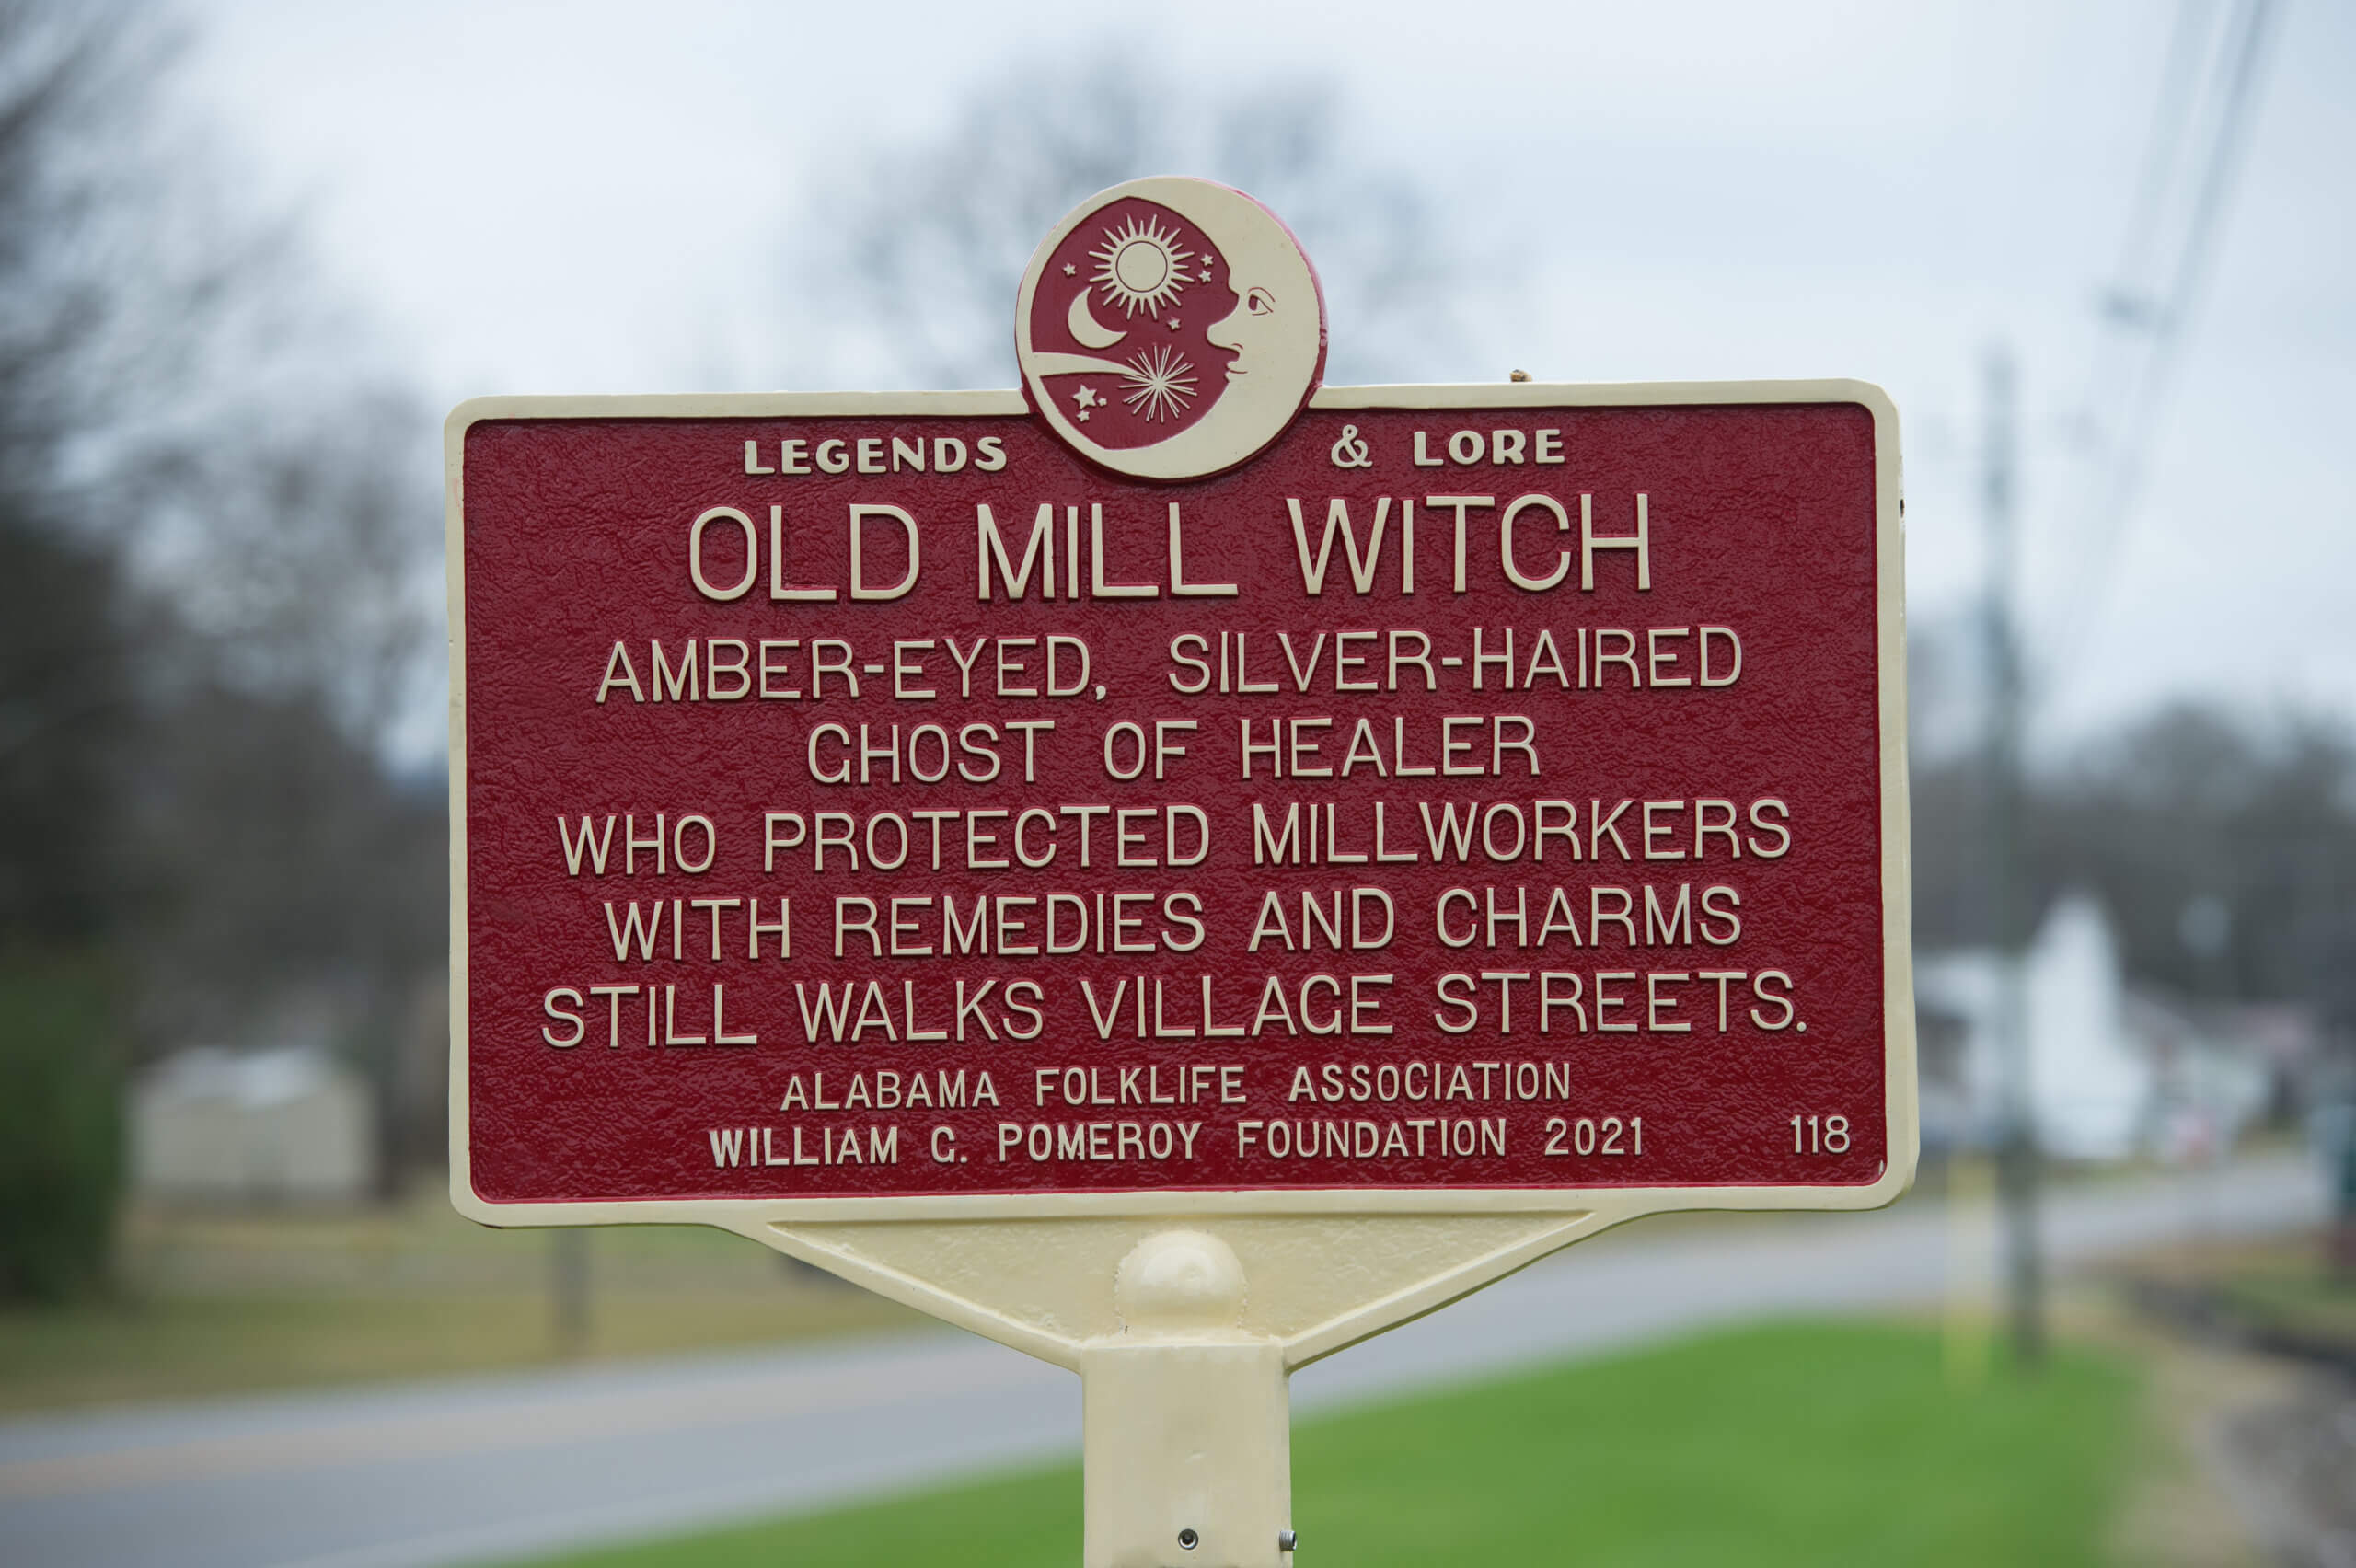 LEGENDS & LORE
OLD MILL WITCH
AMBER-EYED, SILVER-HAIRED
GHOST OF HEALER
WHO PROTECTED MILLWORKERS
WITH REMEDIES AND CHARMS
STILL WALKS VILLAGE STREETS.
ALABAMA FOLKLIFE ASSOCIATION
WILLIAM G. POMEROY FOUNDATION 2021 118